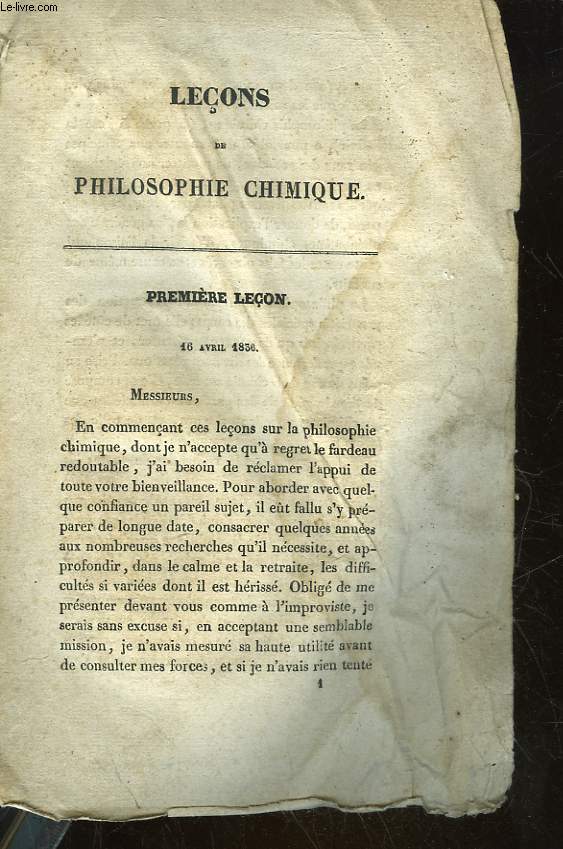 Le-livre.com
LEÇONS
DE
PHILOSOPHIE CHIMIQUE.
PREMIÈRE LEÇON.
16 AVRIL 1836.
MESSIEURS,
En commençant ces leçons sur la philosophie
chimique, dont je n'accepte qu'à regret le fardeau
redoutable, j'ai besoin de réclamer l'appui de
toute votre bienveillance. Pour aborder avec quel-
que confiance un pareil sujet, il eût fallu s'y pré-
parer de longue date, consacrer quelques années
aux nombreuses recherches qu'il nécessite, et ap-
profondir, dans le calme et la retraite, les diffi-
cultés si variées dont il est hérissé. Obligé de me
présenter devant vous comme à l'improviste, je
serais sans excuse si, en acceptant une semblable
mission, je n'avais mesuré sa haute utilité avant
de consulter mes forces, et si je n'avais rien tenté
1